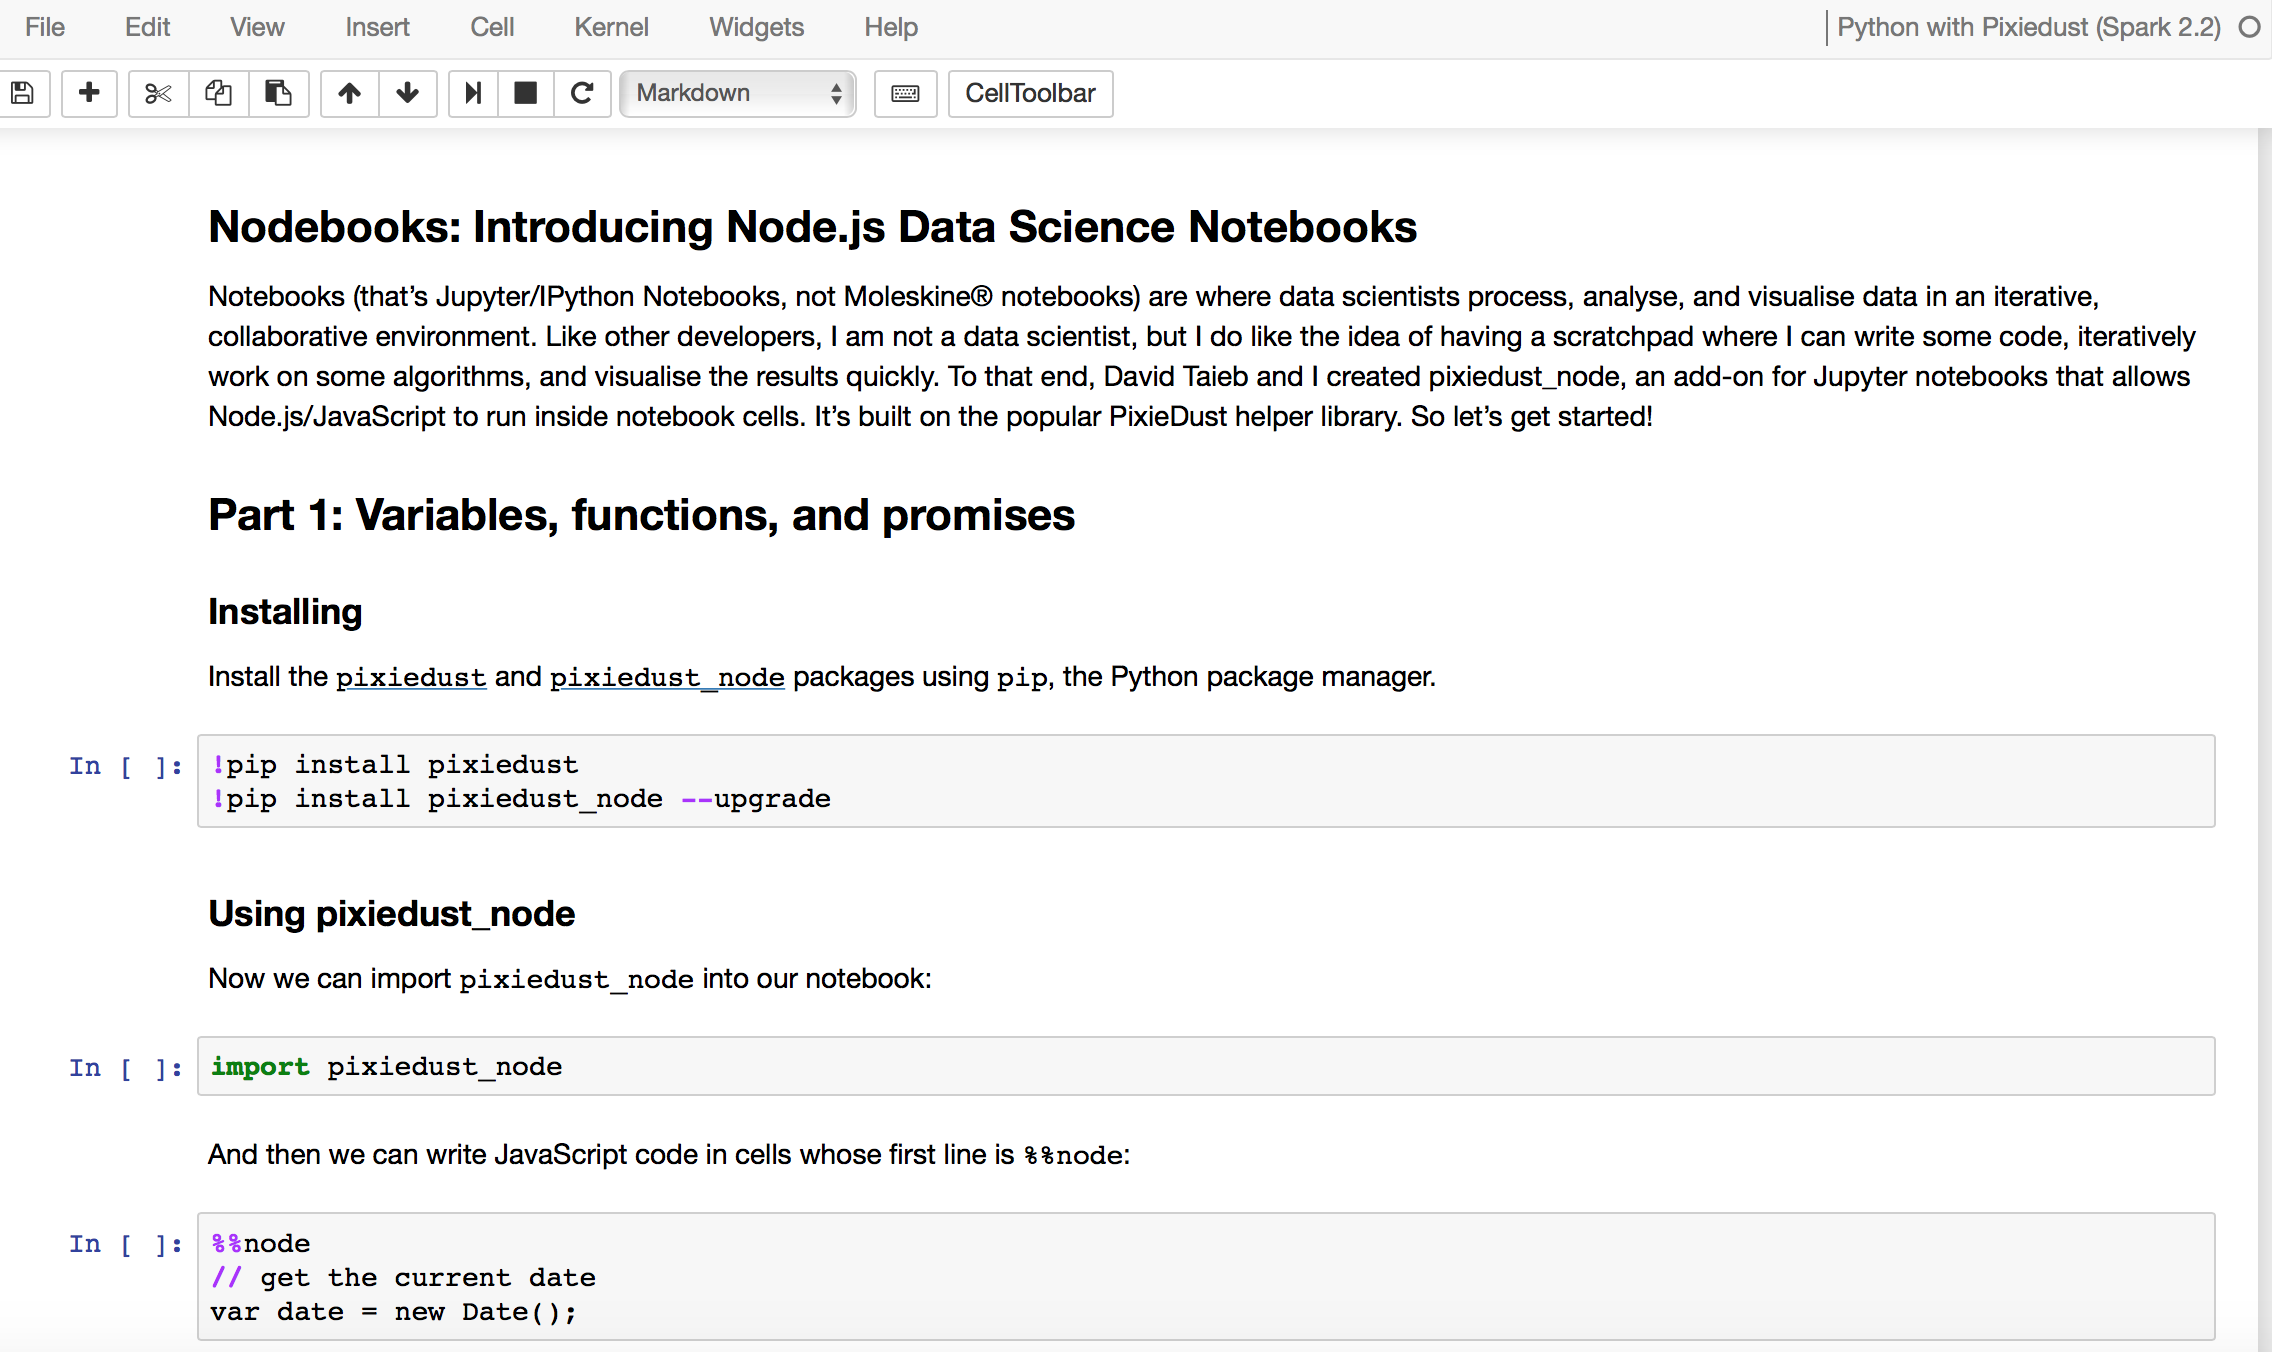 File Edit View Insert Cell Kernel Widgets Help Python with Pixiedust (Spark 2.2)
Markdown CellToolbar
Nodebooks: Introducing Node.js Data Science Notebooks
Notebooks (that’s Jupyter/IPython Notebooks, not Moleskine® notebooks) are where data scientists process, analyse, and visualise data in an iterative,
collaborative environment. Like other developers, I am not a data scientist, but I do like the idea of having a scratchpad where I can write some code, iteratively
work on some algorithms, and visualise the results quickly. To that end, David Taieb and I created pixiedust_node, an add-on for Jupyter notebooks that allows
Node.js/JavaScript to run inside notebook cells. It’s built on the popular PixieDust helper library. So let’s get started!
Part 1: Variables, functions, and promises
Installing
Install the pixiedust and pixiedust_node packages using pip, the Python package manager.
In [ ]: !pip install pixiedust
!pip install pixiedust_node --upgrade
Using pixiedust_node
Now we can import pixiedust_node into our notebook:
In [ ]: import pixiedust_node
And then we can write JavaScript code in cells whose first line is %%node:
In [ ]: %%node
// get the current date
var date = new Date();